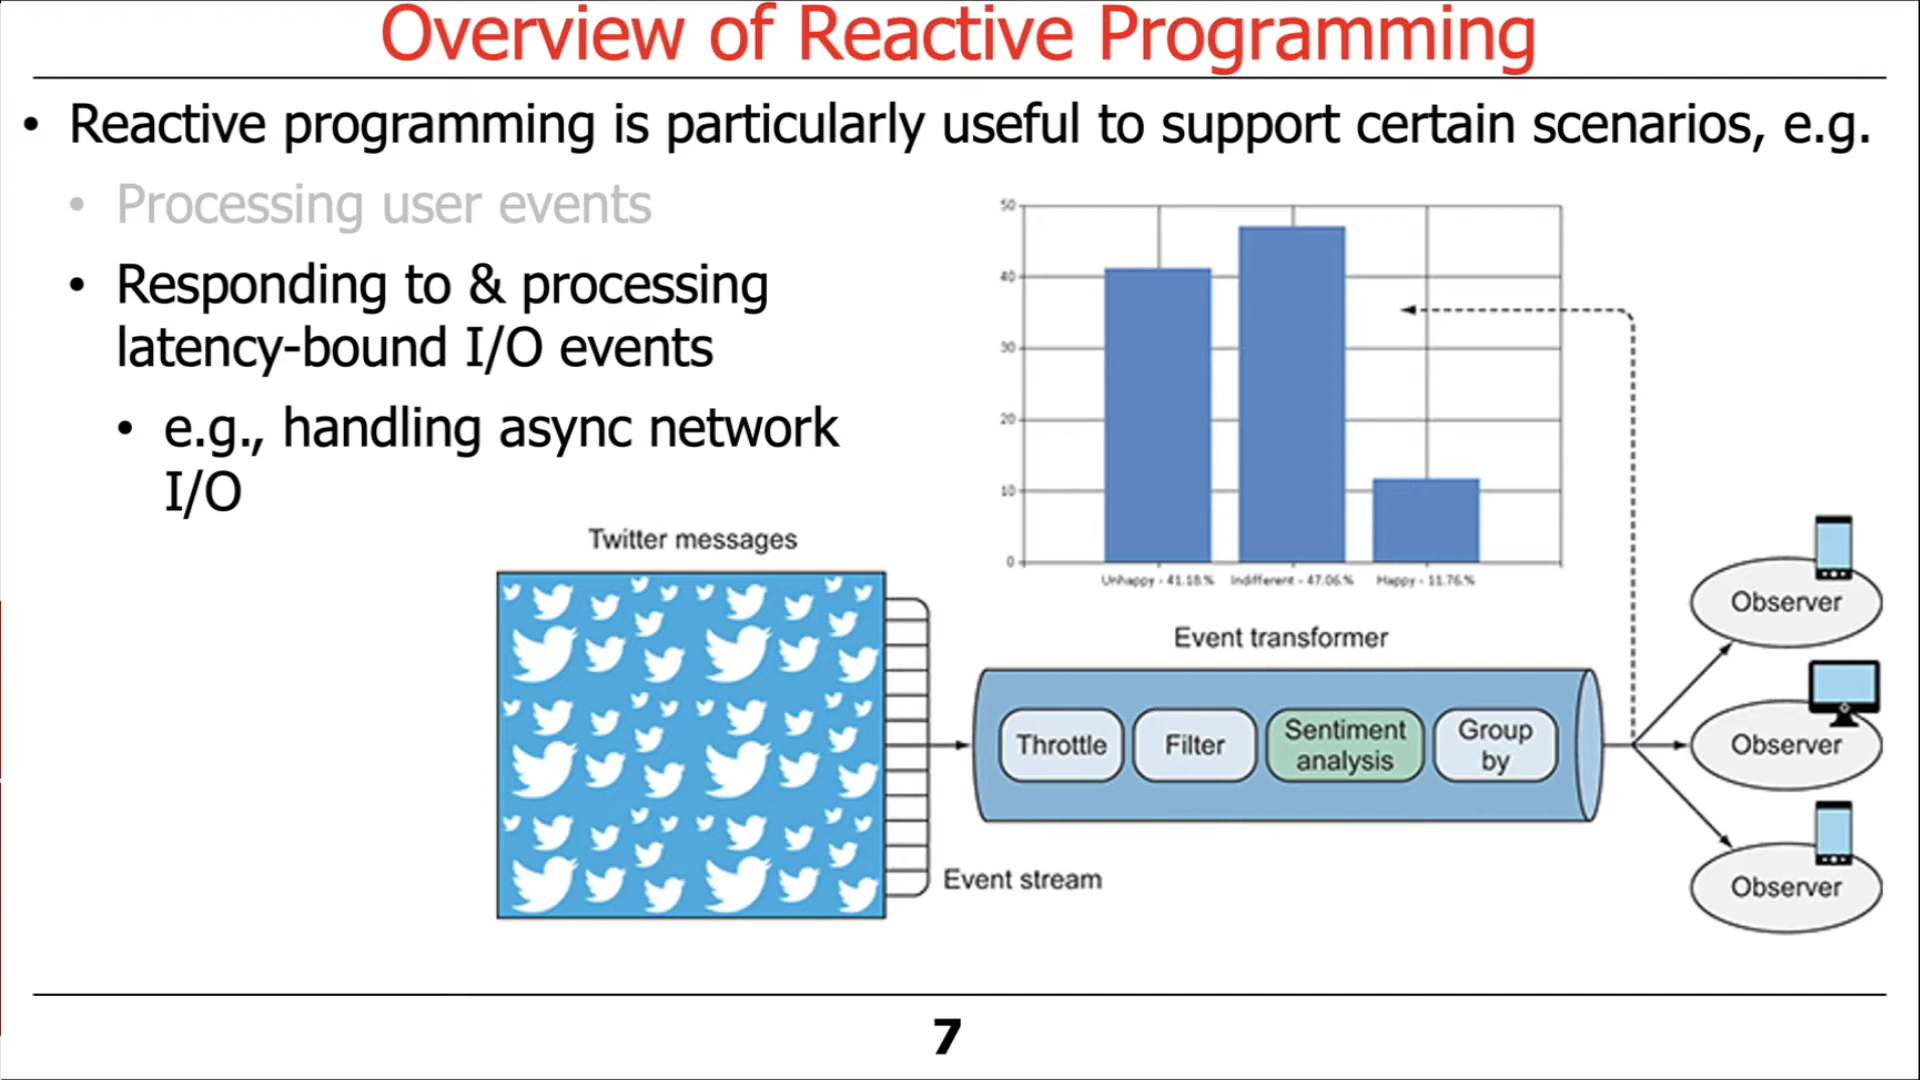 Overview of Reactive Programming
• Reactive programming is particularly useful to support certain scenarios, e.g.
• Processing user events
• Responding to & processing
latency-bound I/O events
• e.g., handling async network
I/O
50
40
30
20
10
0
Unhappy - 41.18.%
Indifferent - 47.06.%
Happy - 11.76.%
Twitter messages
Event transformer
Throttle
Filter
Sentiment
analysis
Group
by
Event stream
Observer
Observer
Observer
7